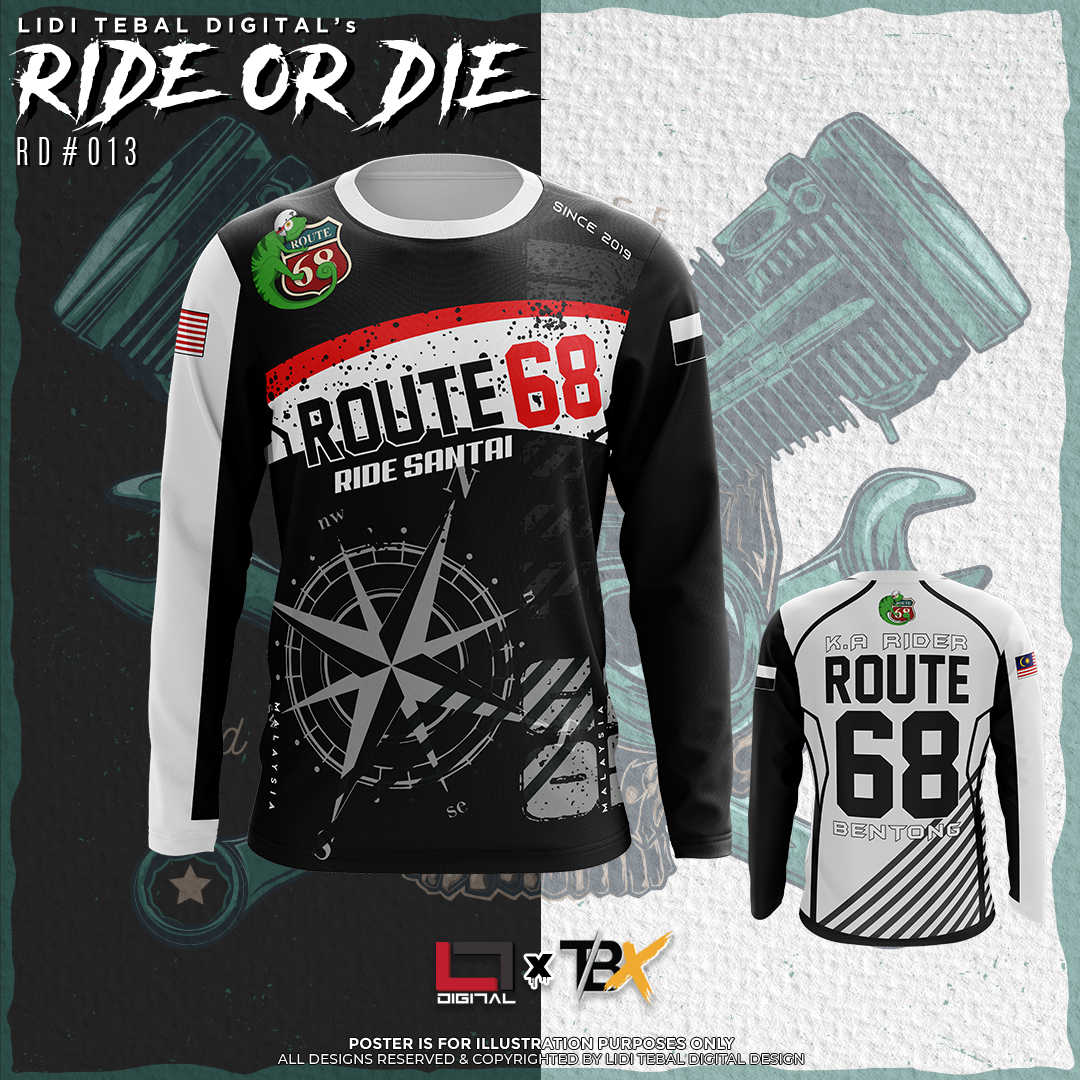 LIDI TEBAL DIGITAL's
RIDE OR DIE
RD#013
SINCE 2019
ROUTE
68
ROUTE 68
RIDE SANTAI
N
nw
se
S
MALAYSIA
MALAYSIA
ROUTE
68
K.A RIDER
ROUTE
68
BENTONG
DIGITAL
X
TBX
POSTER IS FOR ILLUSTRATION PURPOSES ONLY
ALL DESIGNS RESERVED & COPYRIGHTED BY LIDI TEBAL DIGITAL DESIGN